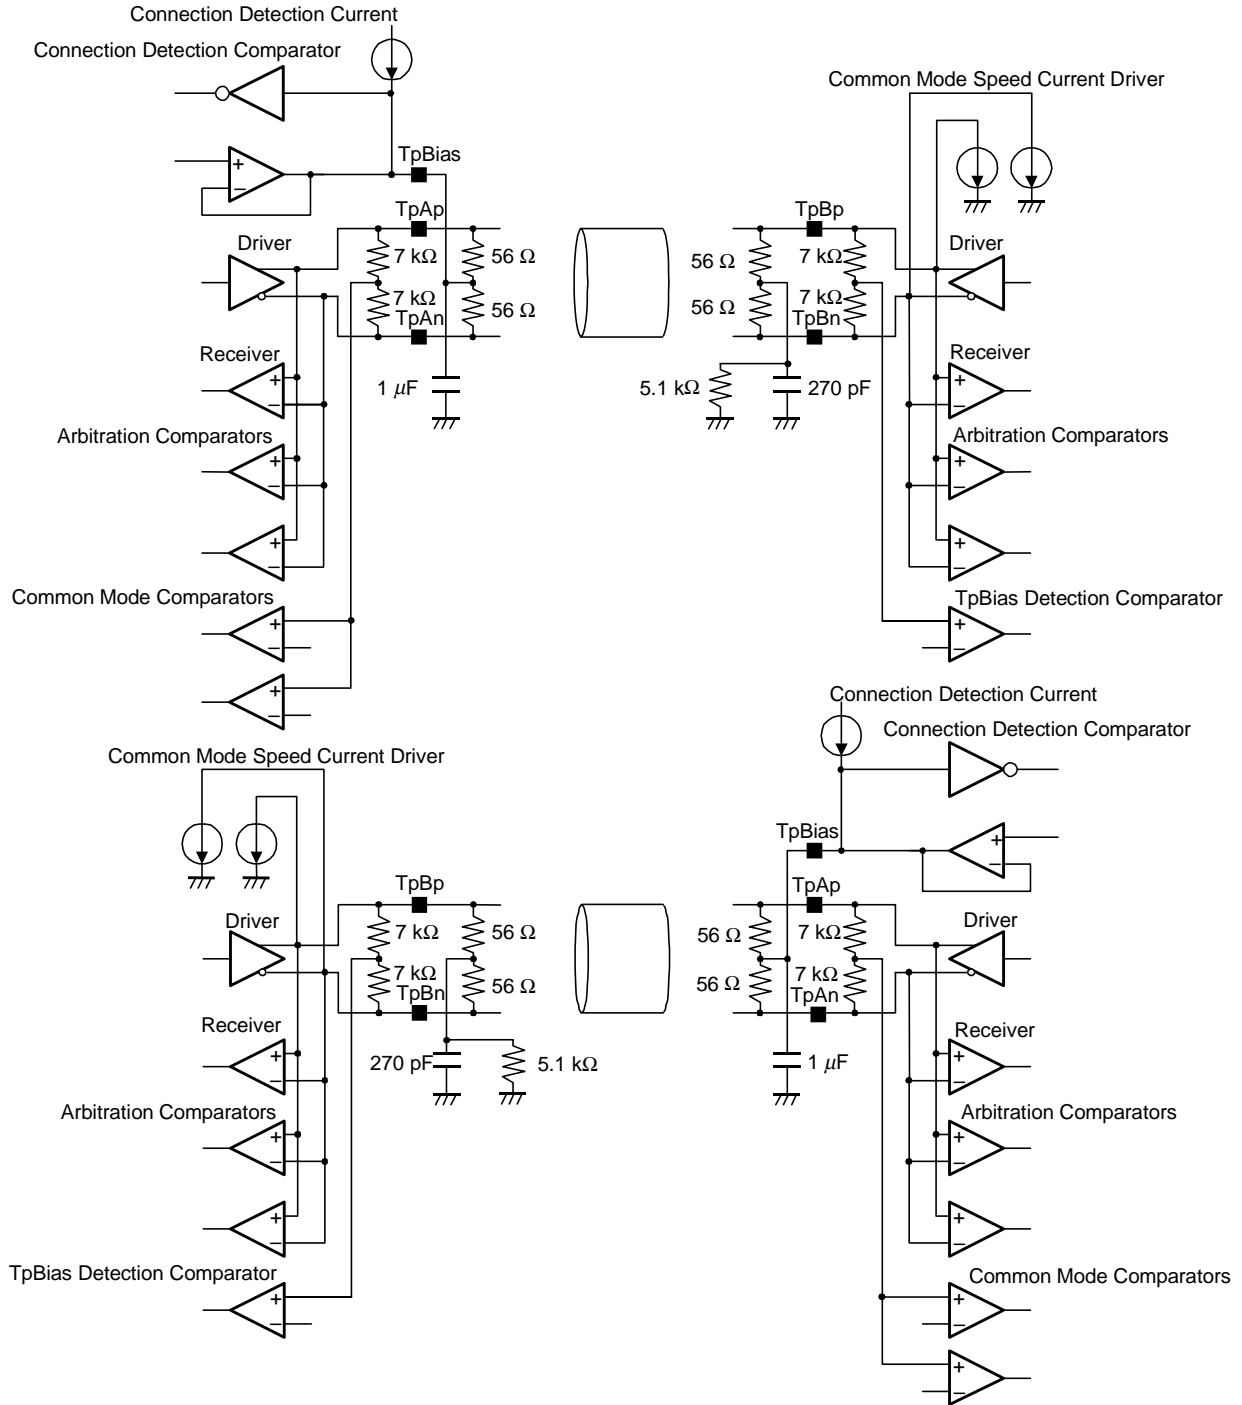 Connection Detection Current
Connection Detection Comparator
Common Mode Speed Current Driver
+
−
TpBias
TpAp
TpBp
Driver
7 kΩ
56 Ω
56 Ω
7 kΩ
Driver
7 kΩ
56 Ω
56 Ω
7 kΩ
TpAn
TpBn
Receiver
+
−
1 μF
5.1 kΩ
270 pF
Receiver
+
−
Arbitration Comparators
+
−
Arbitration Comparators
+
−
+
−
+
−
Common Mode Comparators
+
−
TpBias Detection Comparator
+
−
+
−
Connection Detection Current
Connection Detection Comparator
Common Mode Speed Current Driver
TpBias
+
−
TpBp
TpAp
Driver
7 kΩ
56 Ω
56 Ω
7 kΩ
Driver
7 kΩ
56 Ω
56 Ω
7 kΩ
TpBn
TpAn
Receiver
+
−
270 pF
5.1 kΩ
1 μF
Receiver
+
−
Arbitration Comparators
+
−
Arbitration Comparators
+
−
+
−
+
−
TpBias Detection Comparator
+
−
Common Mode Comparators
+
−
+
−